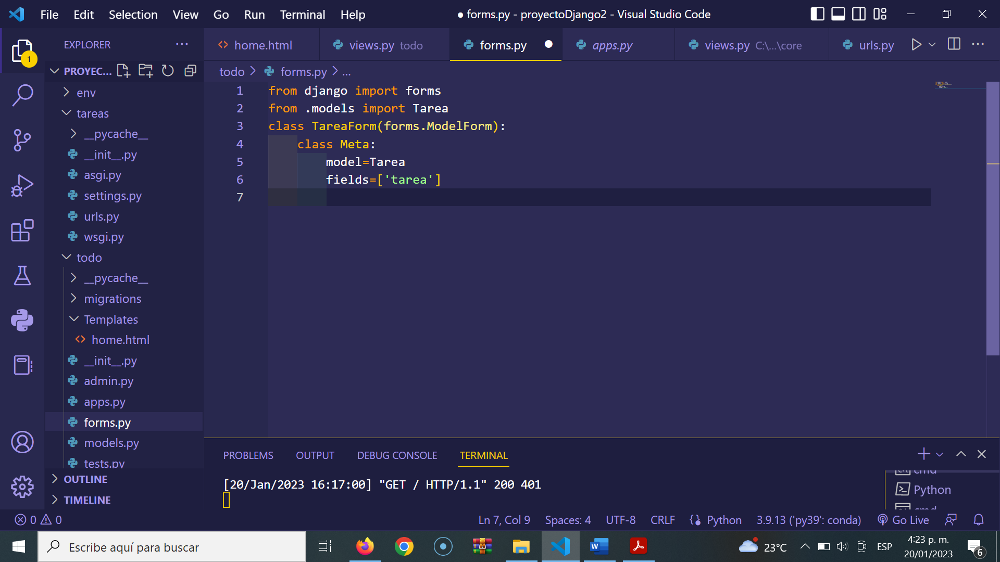 File Edit Selection View Go Run Terminal Help
● forms.py - proyectoDjango2 - Visual Studio Code
1
EXPLORER
PROYEC...
env
tareas
__pycache__
__init__.py
asgi.py
settings.py
urls.py
wsgi.py
todo
__pycache__
migrations
Templates
home.html
__init__.py
admin.py
apps.py
forms.py
models.py
tests.py
OUTLINE
TIMELINE
home.html views.py todo forms.py apps.py views.py C:\...\core urls.py
todo > forms.py > ...
1 from django import forms
2 from .models import Tarea
3 class TareaForm(forms.ModelForm):
4     class Meta:
5         model=Tarea
6         fields=['tarea']
7
PROBLEMS OUTPUT DEBUG CONSOLE TERMINAL
[20/Jan/2023 16:17:00] "GET / HTTP/1.1" 200 401
cmd
Python
cmd
0 0 Ln 7, Col 9 Spaces: 4 UTF-8 CRLF Python 3.9.13 ('py39': conda) Go Live
Escribe aquí para buscar
23°C ESP
4:23 p. m.
20/01/2023
6